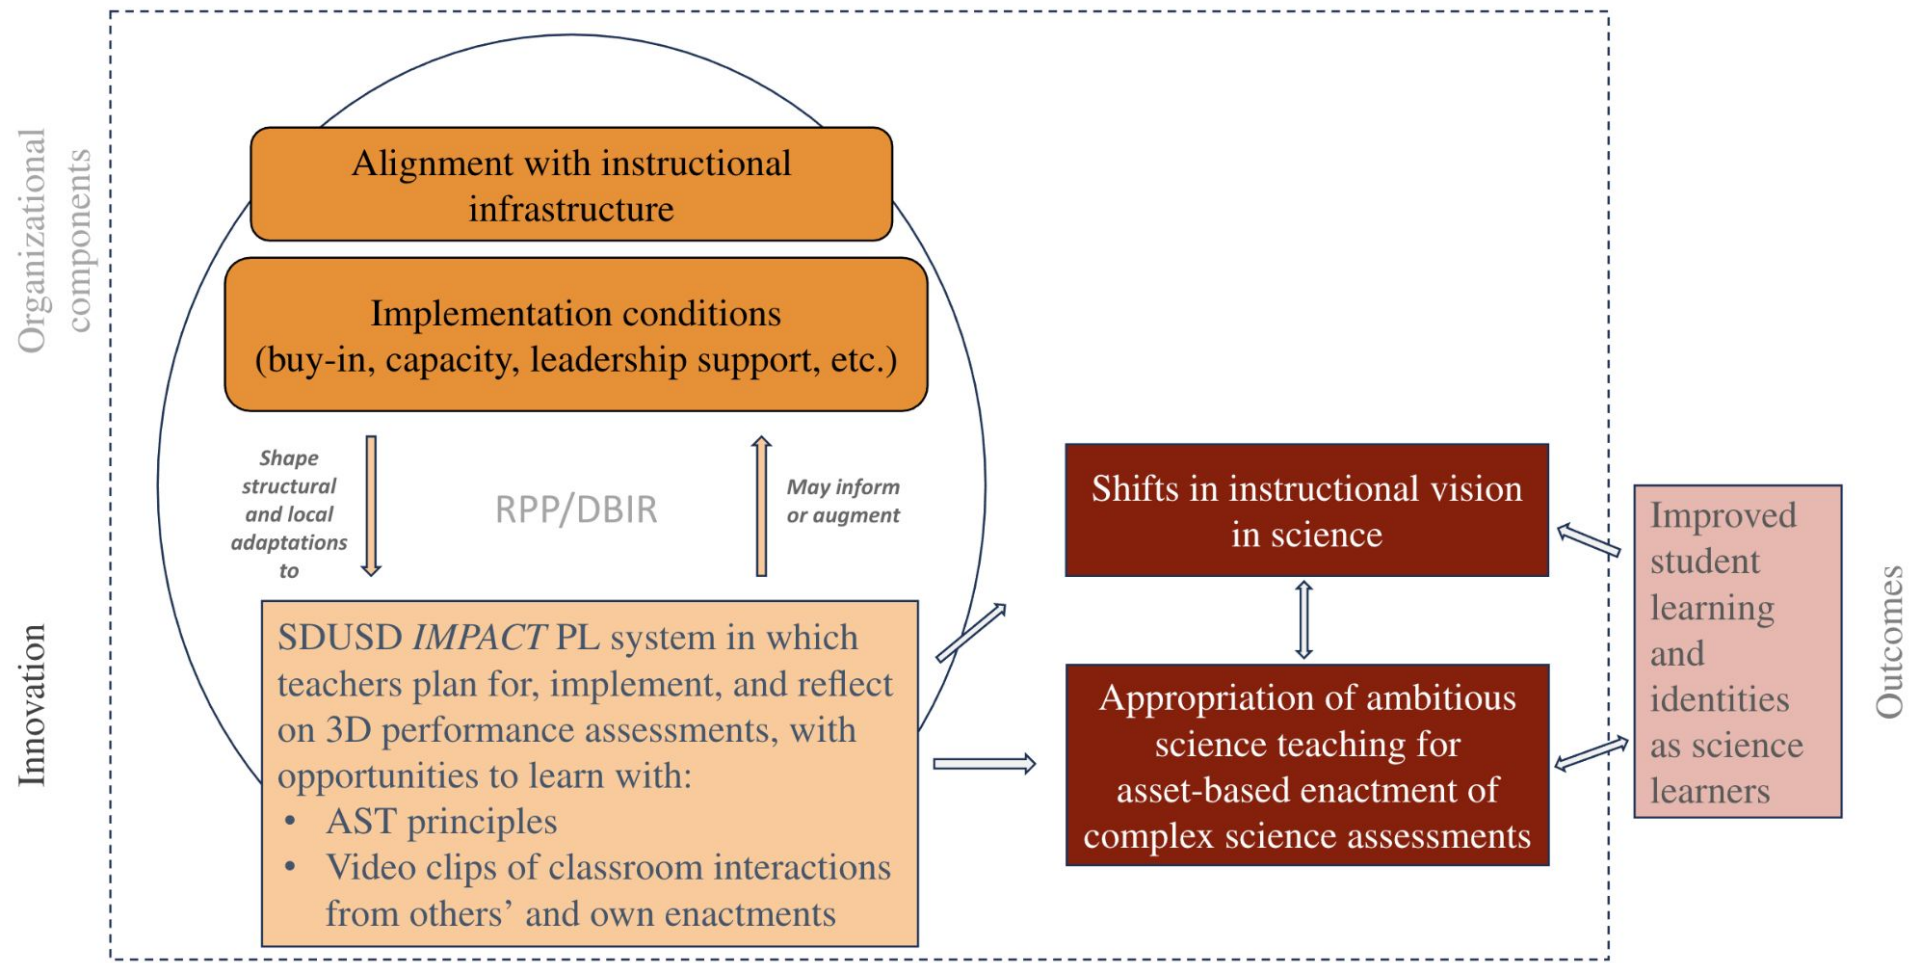 Organizational
components
Alignment with instructional
infrastructure
Implementation conditions
(buy-in, capacity, leadership support, etc.)
Shape
structural
and local
adaptations
to
RPP/DBIR
May inform
or augment
Innovation
SDUSD IMPACT PL system in which
teachers plan for, implement, and reflect
on 3D performance assessments, with
opportunities to learn with:
• AST principles
• Video clips of classroom interactions
from others’ and own enactments
Shifts in instructional vision
in science
Appropriation of ambitious
science teaching for
asset-based enactment of
complex science assessments
Improved
student
learning
and
identities
as science
learners
Outcomes